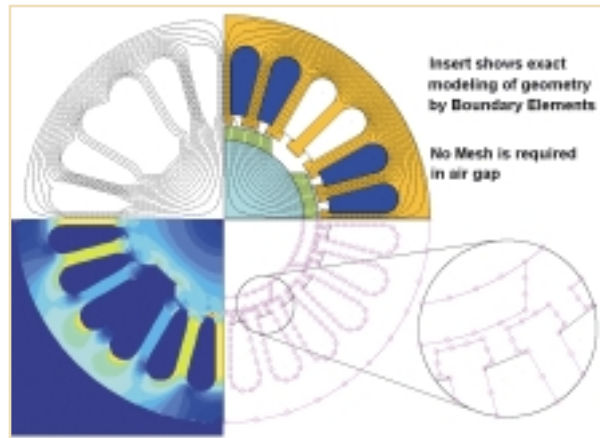 Insert shows exact
modeling of geometry
by Boundary Elements
No Mesh is required
in air gap